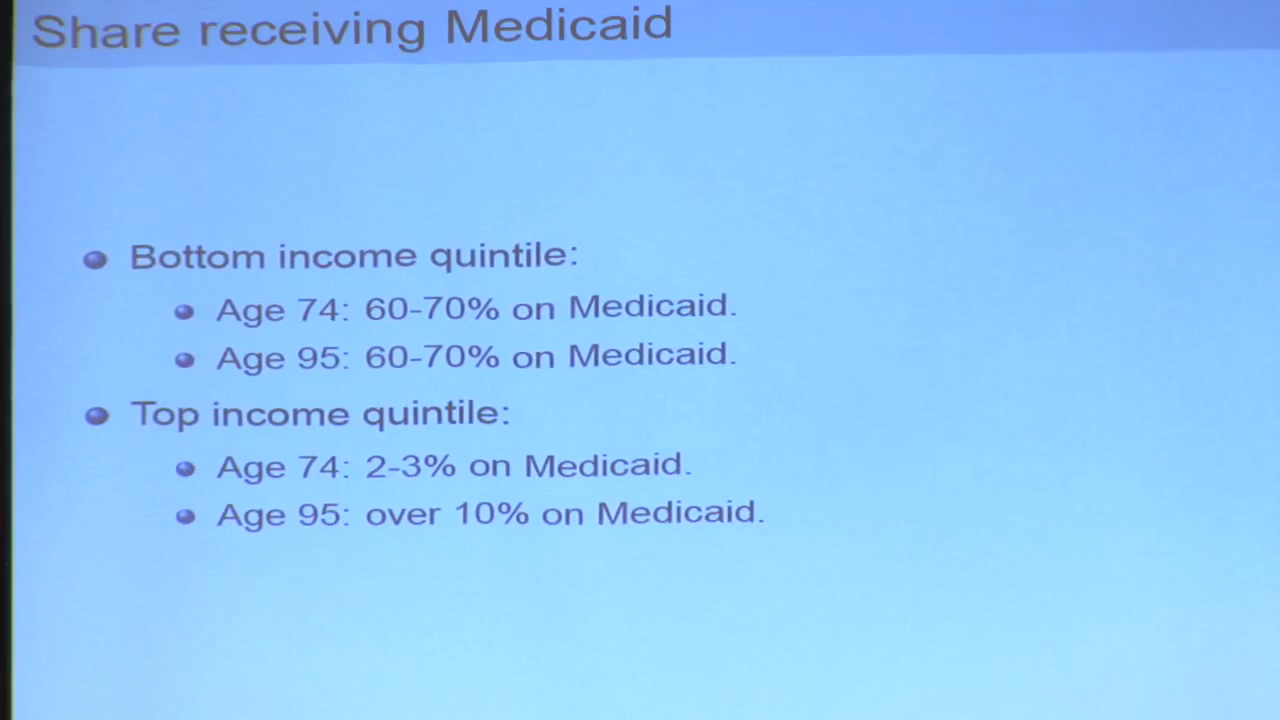 Share receiving Medicaid
Bottom income quintile:
Age 74: 60-70% on Medicaid.
Age 95: 60-70% on Medicaid.
Top income quintile:
Age 74: 2-3% on Medicaid.
Age 95: over 10% on Medicaid.